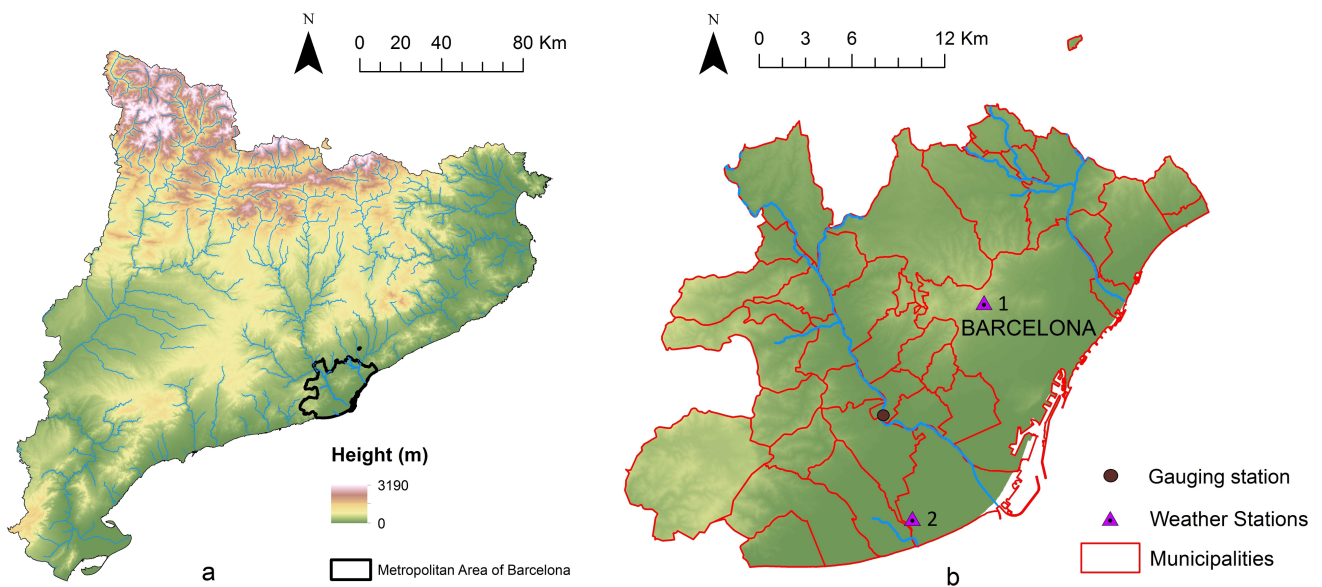 N
0 20 40 80 Km
Height (m)
3190
0
Metropolitan Area of Barcelona
a
N
0 3 6 12 Km
1
BARCELONA
2
Gauging station
Weather Stations
Municipalities
b